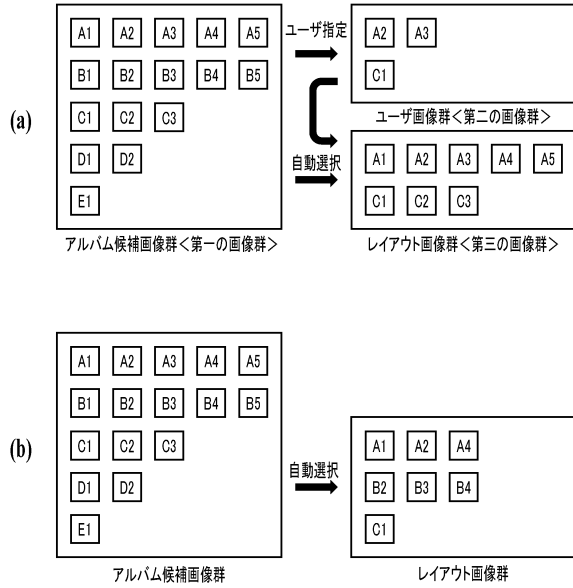 (a)
A1 A2 A3 A4 A5
B1 B2 B3 B4 B5
C1 C2 C3
D1 D2
E1
アルバム候補画像群<第一の画像群>
ユーザ指定
A2 A3
C1
ユーザ画像群<第二の画像群>
自動選択
A1 A2 A3 A4 A5
C1 C2 C3
レイアウト画像群<第三の画像群>
(b)
A1 A2 A3 A4 A5
B1 B2 B3 B4 B5
C1 C2 C3
D1 D2
E1
アルバム候補画像群
自動選択
A1 A2 A4
B2 B3 B4
C1
レイアウト画像群